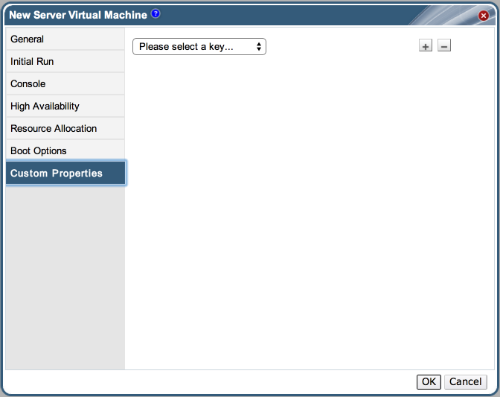 New Server Virtual Machine ?
General
Please select a key... + −
Initial Run
Console
High Availability
Resource Allocation
Boot Options
Custom Properties
OK Cancel